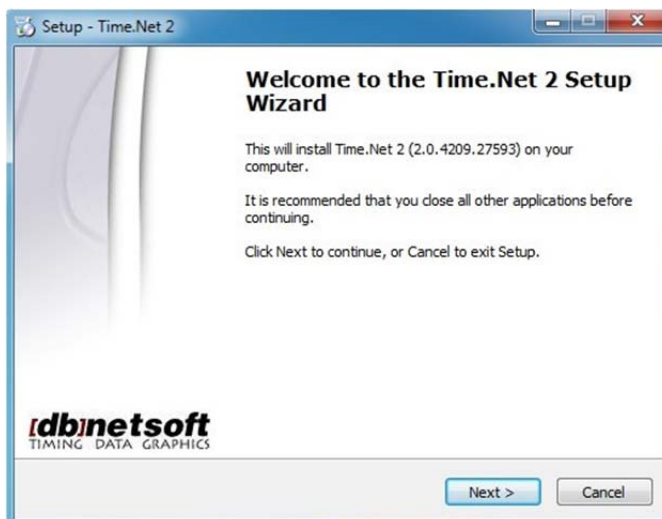 Setup - Time.Net 2
Welcome to the Time.Net 2 Setup
Wizard
This will install Time.Net 2 (2.0.4209.27593) on your
computer.
It is recommended that you close all other applications before
continuing.
Click Next to continue, or Cancel to exit Setup.
[db]netsoft
TIMING DATA GRAPHICS
Next >
Cancel